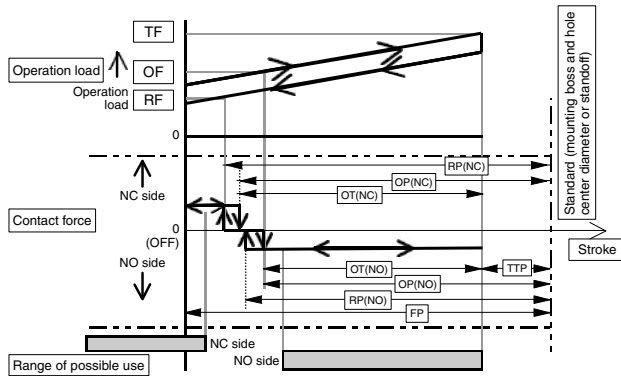 TF
Operation load
OF
Operation
load
RF
0
Standard (mounting boss and hole
center diameter or standoff)
RP(NC)
OP(NC)
OT(NC)
NC side
Contact force
0
(OFF)
Stroke
NO side
OT(NO)
TTP
OP(NO)
RP(NO)
FP
NC side
Range of possible use
NO side